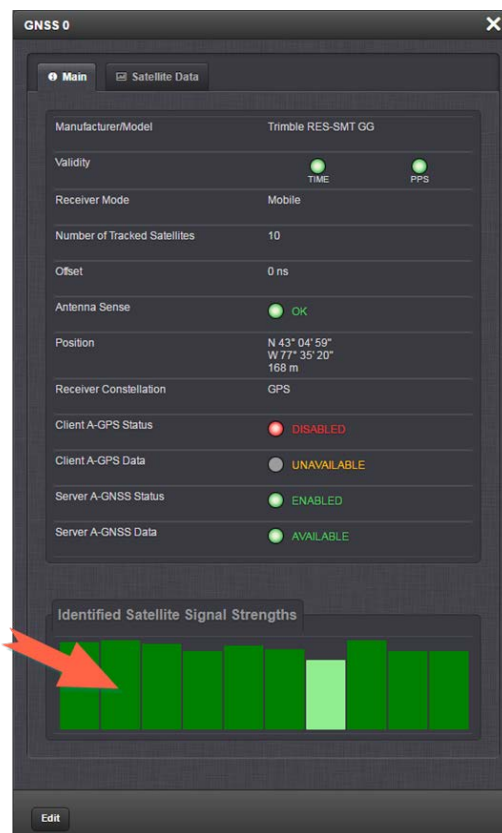 GNSS 0
Main
Satellite Data
Manufacturer/Model Trimble RES-SMT GG
Validity TIME PPS
Receiver Mode Mobile
Number of Tracked Satellites 10
Offset 0 ns
Antenna Sense OK
Position N 43° 04' 59"
W 77° 35' 20"
168 m
Receiver Constellation GPS
Client A-GPS Status DISABLED
Client A-GPS Data UNAVAILABLE
Server A-GNSS Status ENABLED
Server A-GNSS Data AVAILABLE
Identified Satellite Signal Strengths
Edit